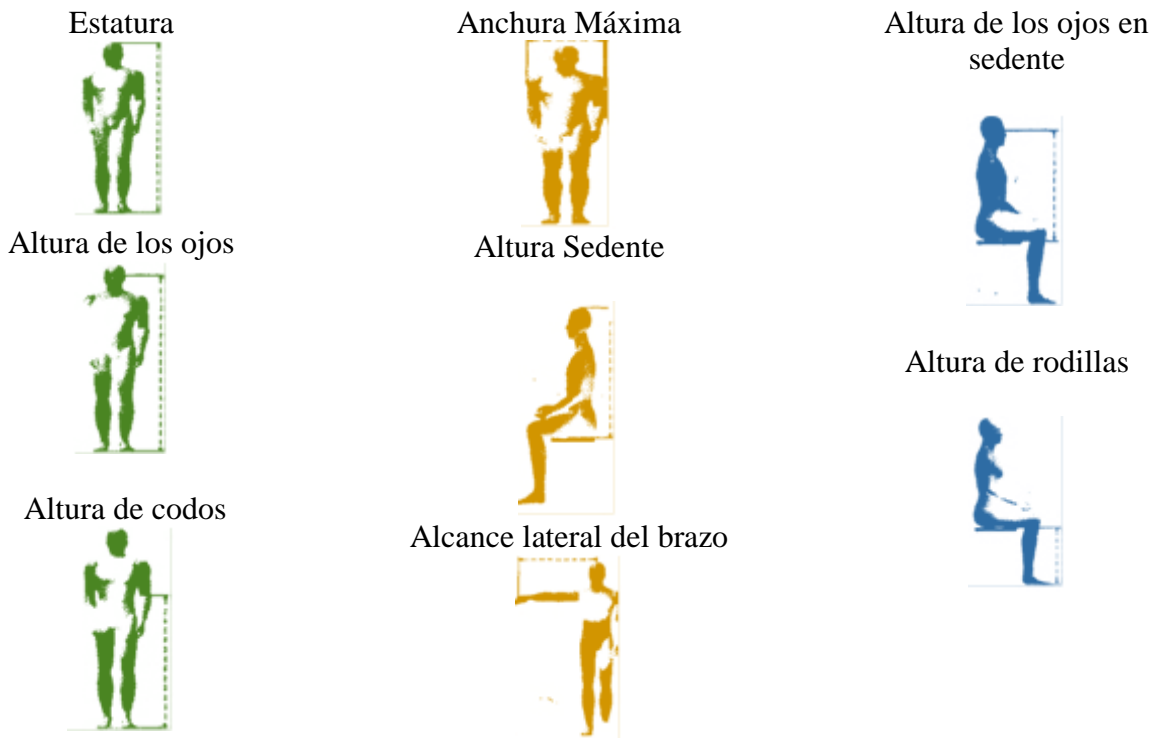 Estatura
Altura de los ojos
Altura de codos
Anchura Máxima
Altura Sedente
Alcance lateral del brazo
Altura de los ojos en
sedente
Altura de rodillas